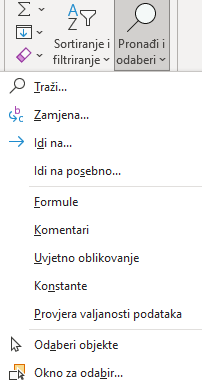 Sortiranje i
filtriranje
Pronađi i
odaberi
Traži...
Zamjena...
Idi na...
Idi na posebno...
Formule
Komentari
Uvjetno oblikovanje
Konstante
Provjera valjanosti podataka
Odaberi objekte
Okno za odabir...